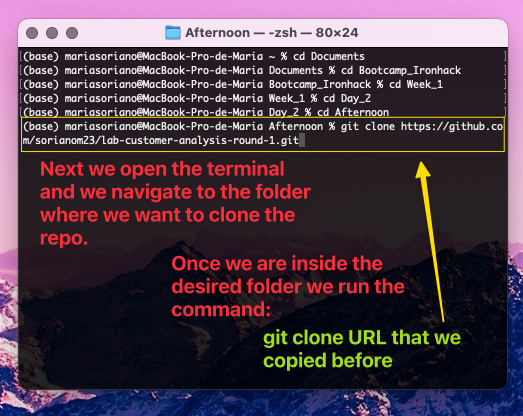 Afternoon — -zsh — 80×24
[(base) mariasoriano@MacBook-Pro-de-Maria ~ % cd Documents ]
[(base) mariasoriano@MacBook-Pro-de-Maria Documents % cd Bootcamp_Ironhack ]
[(base) mariasoriano@MacBook-Pro-de-Maria Bootcamp_Ironhack % cd Week_1 ]
[(base) mariasoriano@MacBook-Pro-de-Maria Week_1 % cd Day_2 ]
[(base) mariasoriano@MacBook-Pro-de-Maria Day_2 % cd Afternoon ]
(base) mariasoriano@MacBook-Pro-de-Maria Afternoon % git clone https://github.co
m/sorianom23/lab-customer-analysis-round-1.git
Next we open the terminal
and we navigate to the folder
where we want to clone the
repo.
Once we are inside the
desired folder we run the
command:
git clone URL that we
copied before